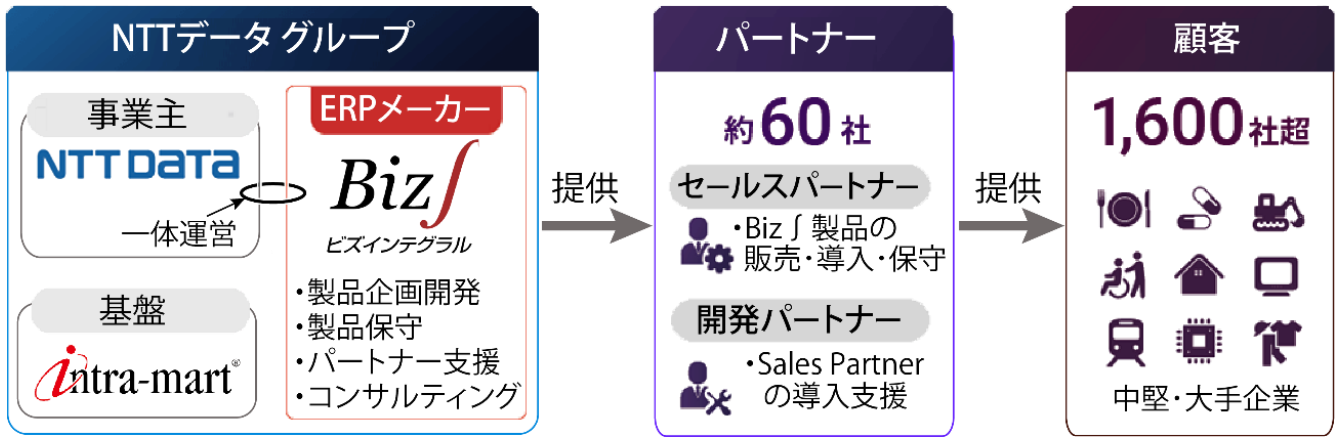 NTTデータ グループ
事業主
NTT DATA
一体運営
基盤
intra-mart®
ERPメーカー
Biz∫
ビズインテグラル
・製品企画開発
・製品保守
・パートナー支援
・コンサルティング
提供
パートナー
約60社
セールスパートナー
・Biz∫製品の
販売・導入・保守
開発パートナー
・Sales Partner
の導入支援
提供
顧客
1,600社超
中堅・大手企業